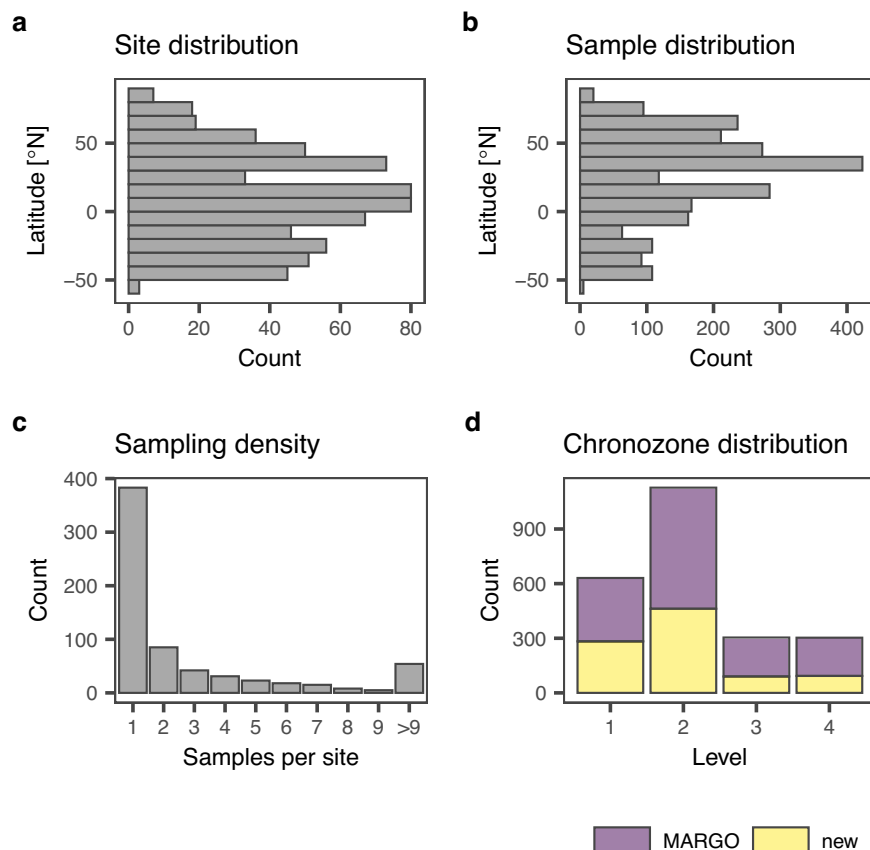 a
Site distribution
Latitude [°N]
50
0
−50
0 20 40 60 80
Count
b
Sample distribution
Latitude [°N]
50
0
−50
0 100 200 300 400
Count
c
Sampling density
Count
400
300
200
100
0
1 2 3 4 5 6 7 8 9 >9
Samples per site
d
Chronozone distribution
Count
900
600
300
0
1 2 3 4
Level
MARGO new